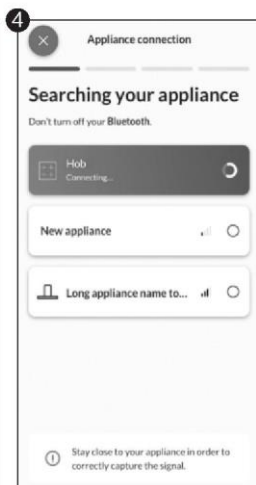 4
Appliance connection
Searching your appliance
Don't turn off your Bluetooth.
Hob
Connecting...
New appliance
Long appliance name to...
Stay close to your appliance in order to
correctly capture the signal.